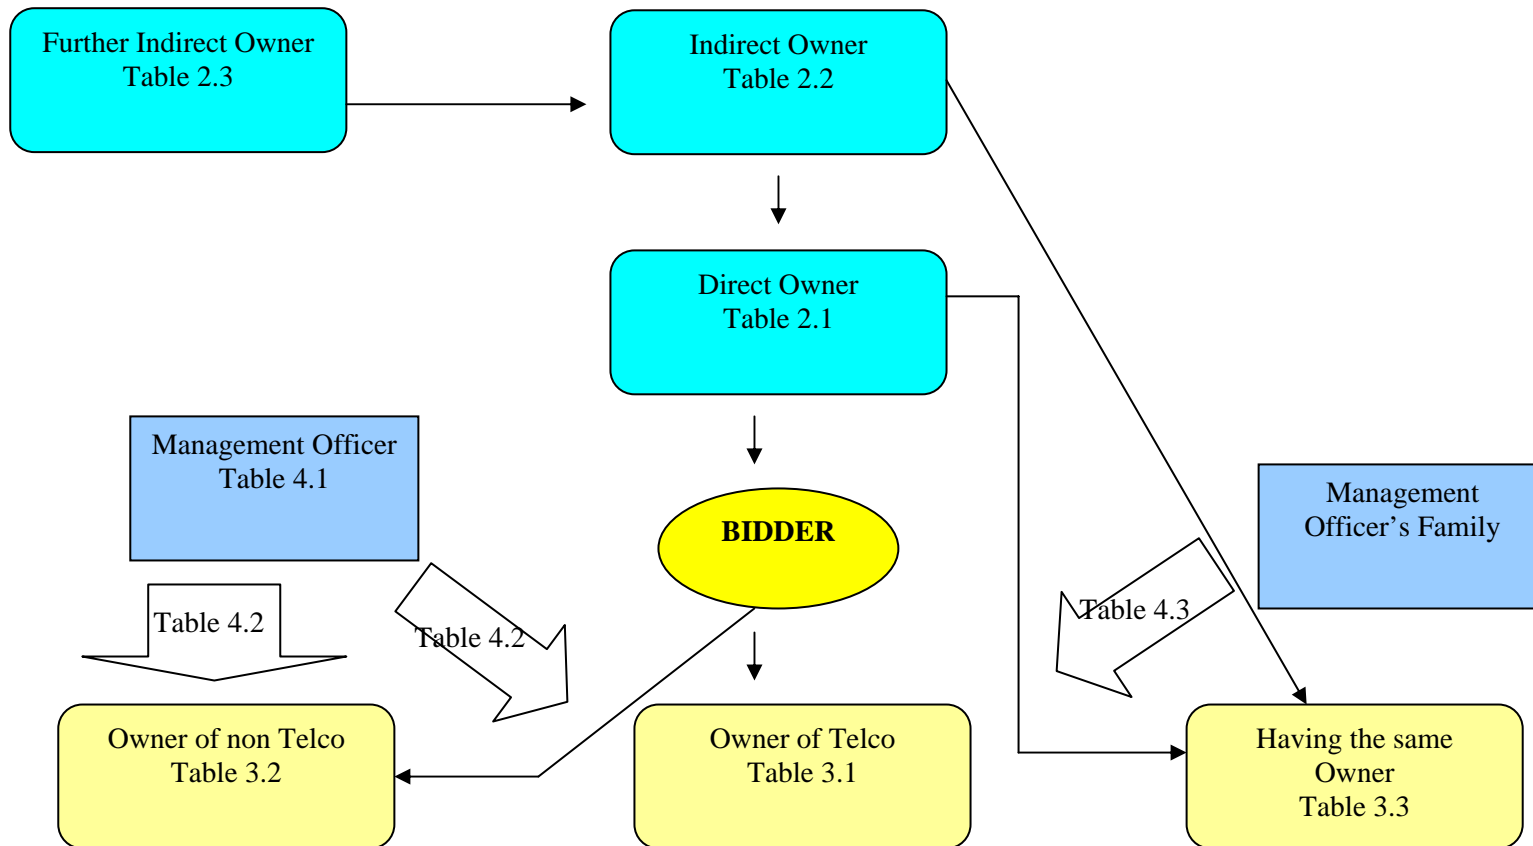 Further Indirect Owner
Table 2.3
Indirect Owner
Table 2.2
Direct Owner
Table 2.1
Management Officer
Table 4.1
BIDDER
Management
Officer’s Family
Table 4.2
Table 4.2
Table 4.3
Owner of non Telco
Table 3.2
Owner of Telco
Table 3.1
Having the same
Owner
Table 3.3